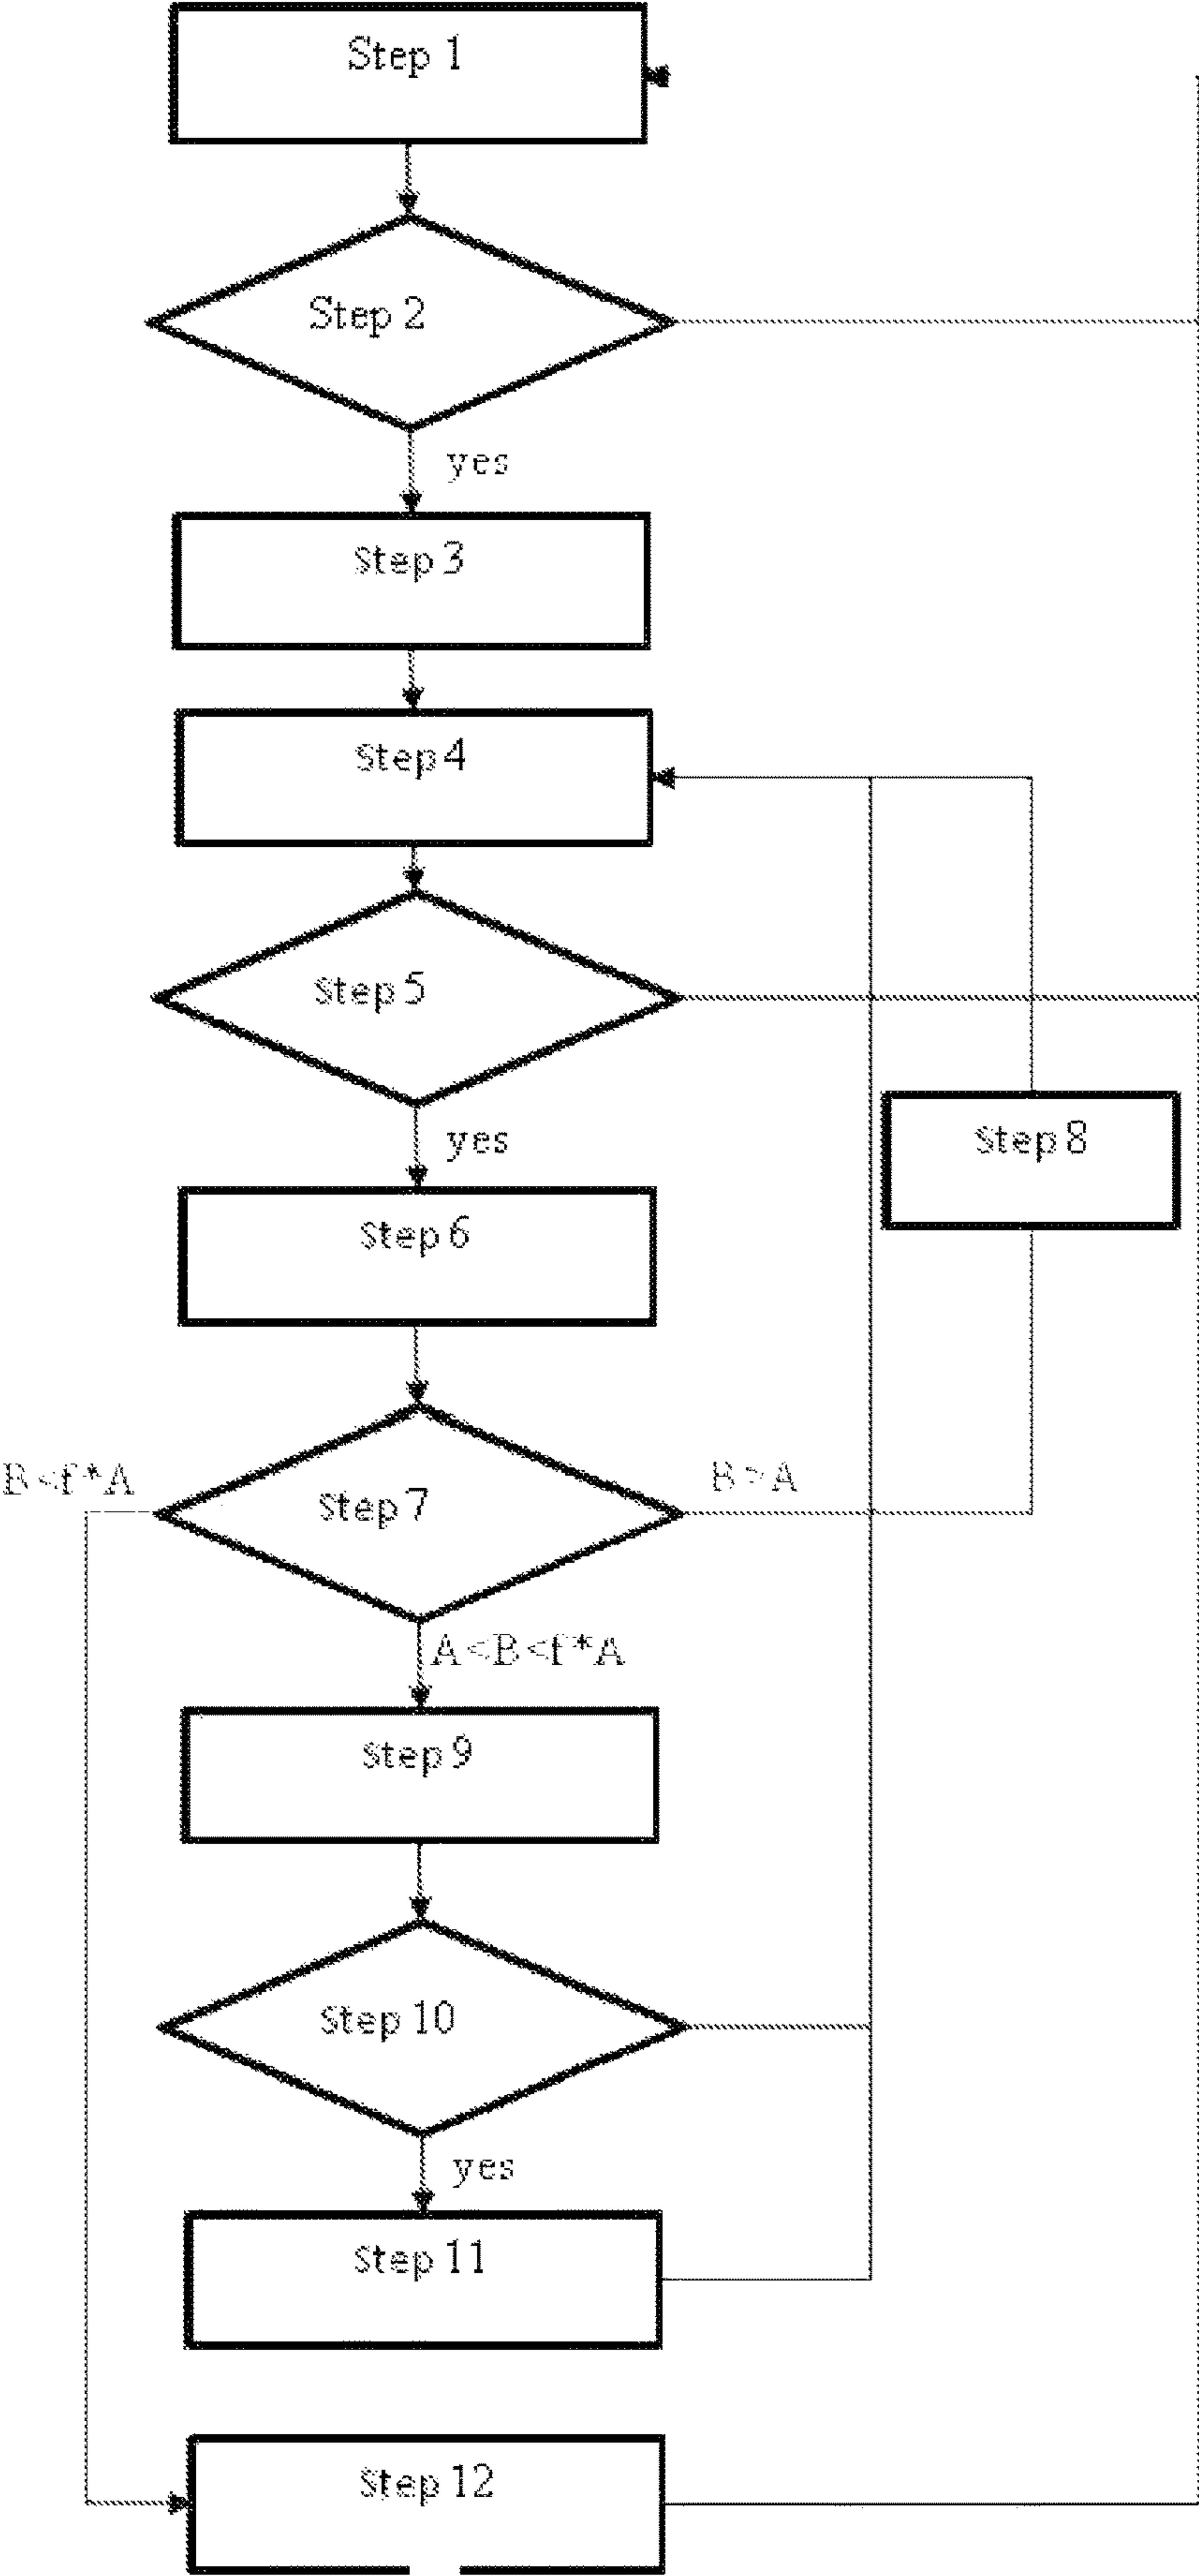 Step 1
Step 2
yes
Step 3
Step 4
Step 5
yes
Step 8
Step 6
B<f*A
Step 7
B>A
A<B<f*A
Step 9
Step 10
yes
Step 11
Step 12